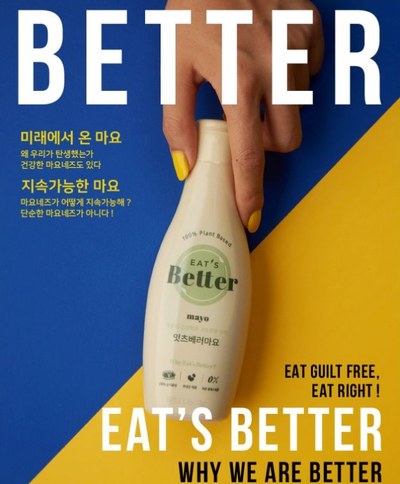 BETTER
미래에서 온 마요
왜 우리가 탄생했는가
건강한 마요네즈도 있다
지속가능한 마요
마요네즈가 어떻게 지속가능해 ?
단순한 마요네즈가 아니다 !
100% Plant Based
EAT'S
Better
mayo
잇츠베러마요
0%
EAT GUILT FREE,
EAT RIGHT !
EAT'S BETTER
WHY WE ARE BETTER